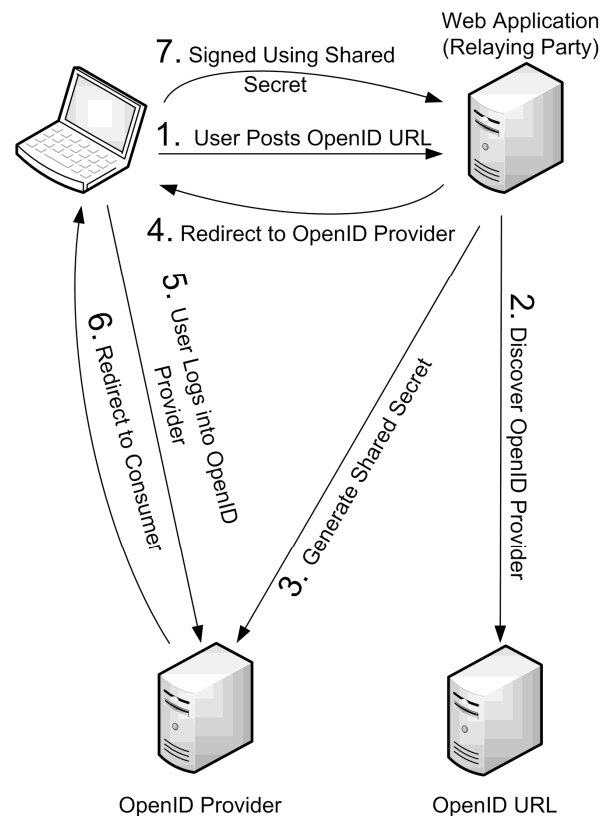 Web Application
(Relaying Party)
7. Signed Using Shared
Secret
1. User Posts OpenID URL
4. Redirect to OpenID Provider
5. User Logs into OpenID
Provider
6. Redirect to Consumer
3. Generate Shared Secret
2. Discover OpenID Provider
OpenID Provider
OpenID URL